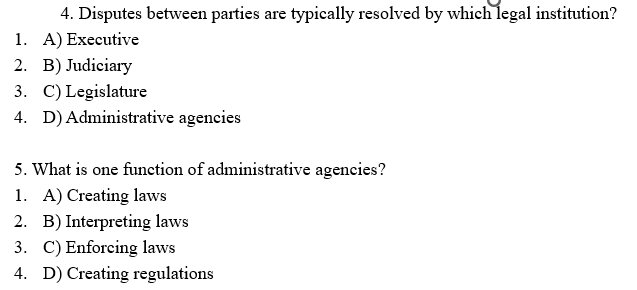 4. Disputes between parties are typically resolved by which legal institution?
1. A) Executive
2. B) Judiciary
3. C) Legislature
4. D) Administrative agencies
5. What is one function of administrative agencies?
1. A) Creating laws
2. B) Interpreting laws
3. C) Enforcing laws
4. D) Creating regulations